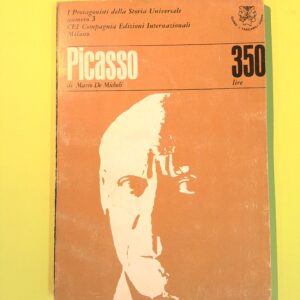 I Protagonisti della Storia Universale
numero 3
CEI Compagnia Edizioni Internazionali
Milano
Picasso
350
di Mario De Micheli
lire